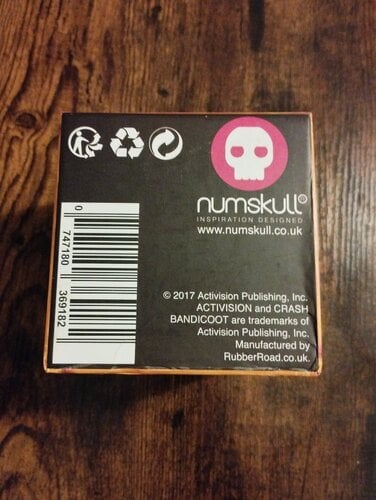 numskull®
INSPIRATION DESIGNED
www.numskull.co.uk
0 747180 369182
© 2017 Activision Publishing, Inc.
ACTIVISION and CRASH
BANDICOOT are trademarks of
Activision Publishing, Inc.
Manufactured by
RubberRoad.co.uk.